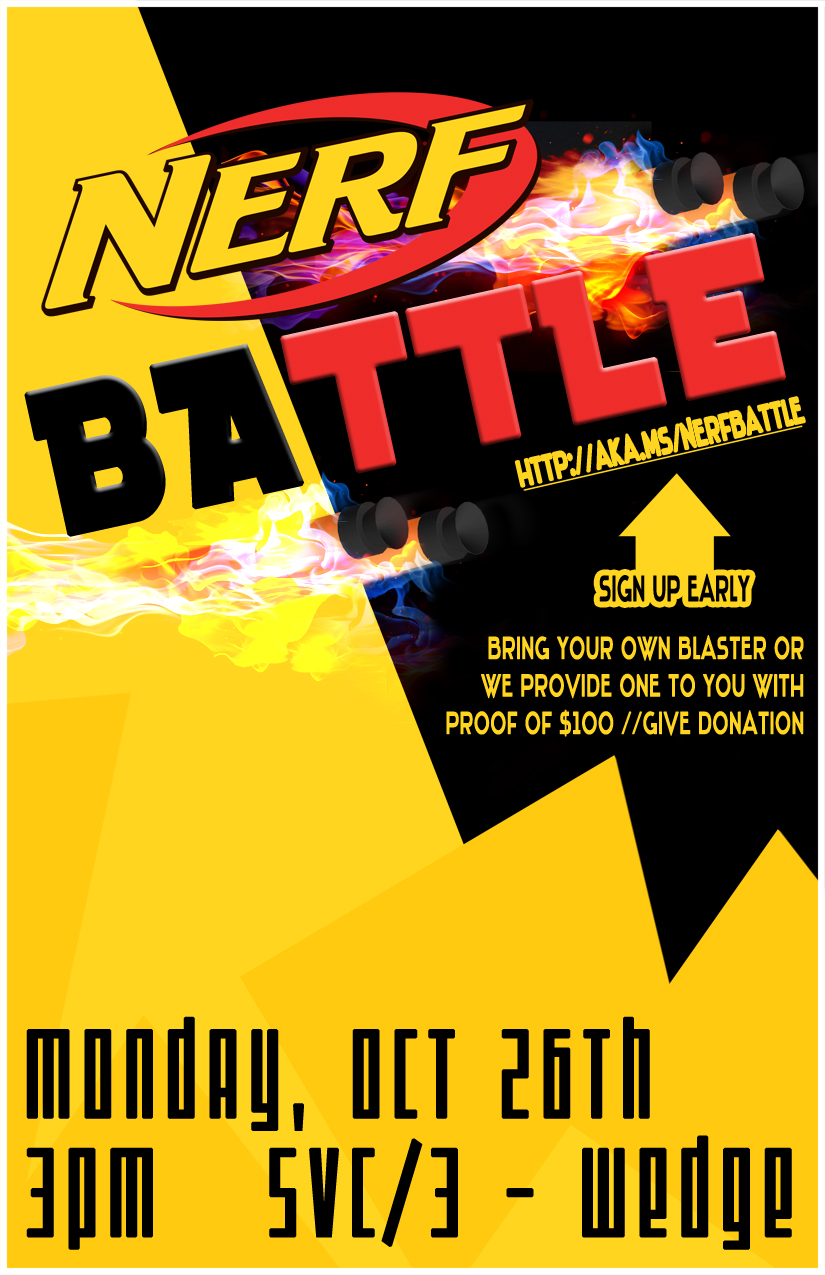 NERF
BATTLE
HTTP://AKA.MS/NERFBATTLE
SIGN UP EARLY
BRING YOUR OWN BLASTER OR
WE PROVIDE ONE TO YOU WITH
PROOF OF $100 //GIVE DONATION
monday, OCT 26Th
3pm SVC/3 - wedge